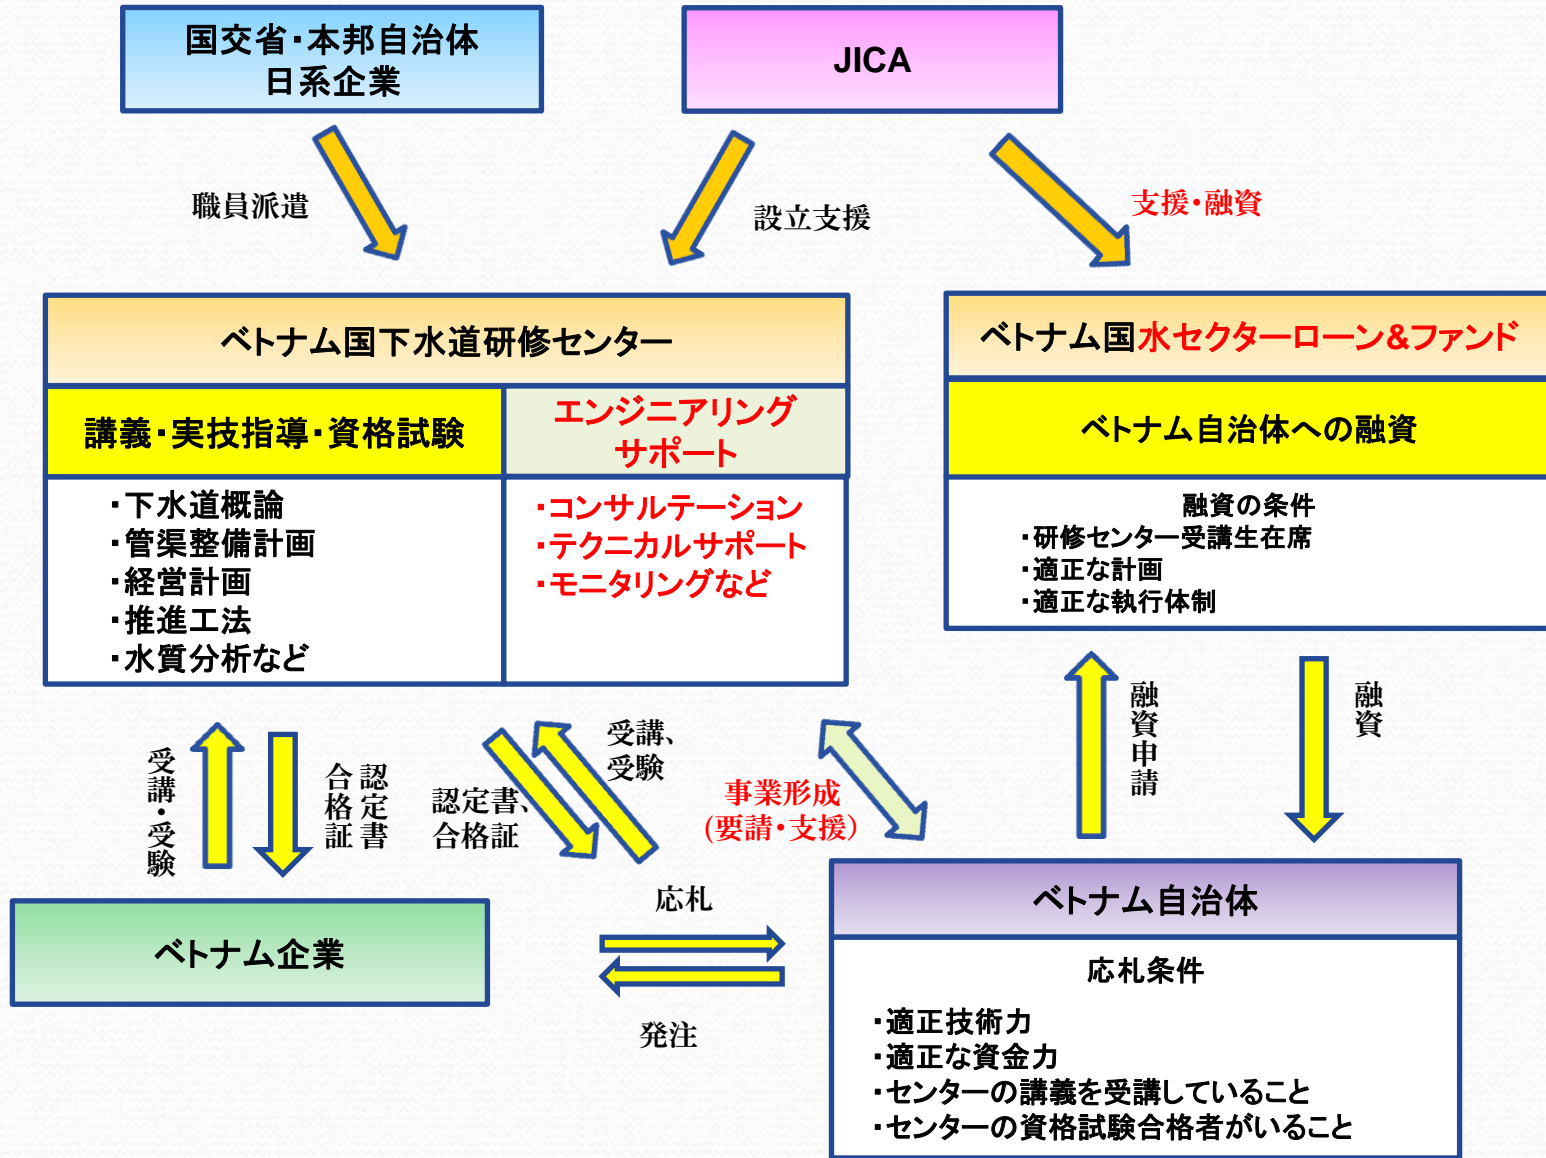 国交省・本邦自治体
日系企業
JICA
職員派遣
設立支援
支援・融資
ベトナム国下水道研修センター
講義・実技指導・資格試験
エンジニアリング
サポート
・下水道概論
・管渠整備計画
・経営計画
・推進工法
・水質分析など
・コンサルテーション
・テクニカルサポート
・モニタリングなど
ベトナム国水セクターローン&ファンド
ベトナム自治体への融資
融資の条件
・研修センター受講生在席
・適正な計画
・適正な執行体制
受講・受験
認定書
合格証
認定書、
合格証
受講、
受験
事業形成
(要請・支援)
融資申請
融資
ベトナム企業
応札
発注
ベトナム自治体
応札条件
・適正技術力
・適正な資金力
・センターの講義を受講していること
・センターの資格試験合格者がいること